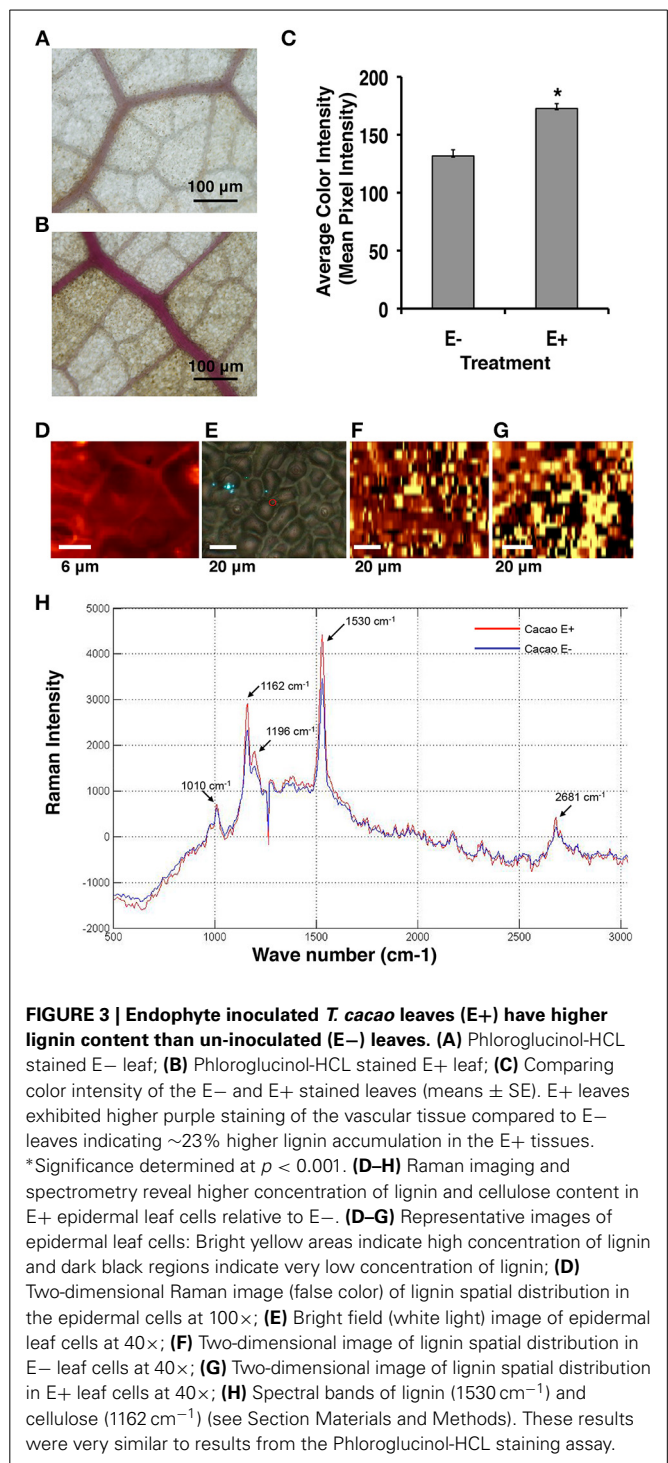 A
100 µm
B
100 µm
C
Average Color Intensity
(Mean Pixel Intensity)
200
150
100
50
0
*
E-
E+
Treatment
D
E
F
G
6 µm
20 µm
20 µm
20 µm
H
Raman Intensity
5000
4000
3000
2000
1000
0
-1000
-2000
1530 cm⁻¹
Cacao E+
Cacao E-
1162 cm⁻¹
1196 cm⁻¹
1010 cm⁻¹
2681 cm⁻¹
500
1000
1500
2000
2500
3000
Wave number (cm-1)
FIGURE 3 | Endophyte inoculated T. cacao leaves (E+) have higher
lignin content than un-inoculated (E−) leaves. (A) Phloroglucinol-HCL
stained E− leaf; (B) Phloroglucinol-HCL stained E+ leaf; (C) Comparing
color intensity of the E− and E+ stained leaves (means ± SE). E+ leaves
exhibited higher purple staining of the vascular tissue compared to E−
leaves indicating ∼23% higher lignin accumulation in the E+ tissues.
*Significance determined at p < 0.001. (D–H) Raman imaging and
spectrometry reveal higher concentration of lignin and cellulose content in
E+ epidermal leaf cells relative to E−. (D–G) Representative images of
epidermal leaf cells: Bright yellow areas indicate high concentration of lignin
and dark black regions indicate very low concentration of lignin; (D)
Two-dimensional Raman image (false color) of lignin spatial distribution in
the epidermal cells at 100×; (E) Bright field (white light) image of epidermal
leaf cells at 40×; (F) Two-dimensional image of lignin spatial distribution in
E− leaf cells at 40×; (G) Two-dimensional image of lignin spatial distribution
in E+ leaf cells at 40×; (H) Spectral bands of lignin (1530 cm⁻¹) and
cellulose (1162 cm⁻¹) (see Section Materials and Methods). These results
were very similar to results from the Phloroglucinol-HCL staining assay.